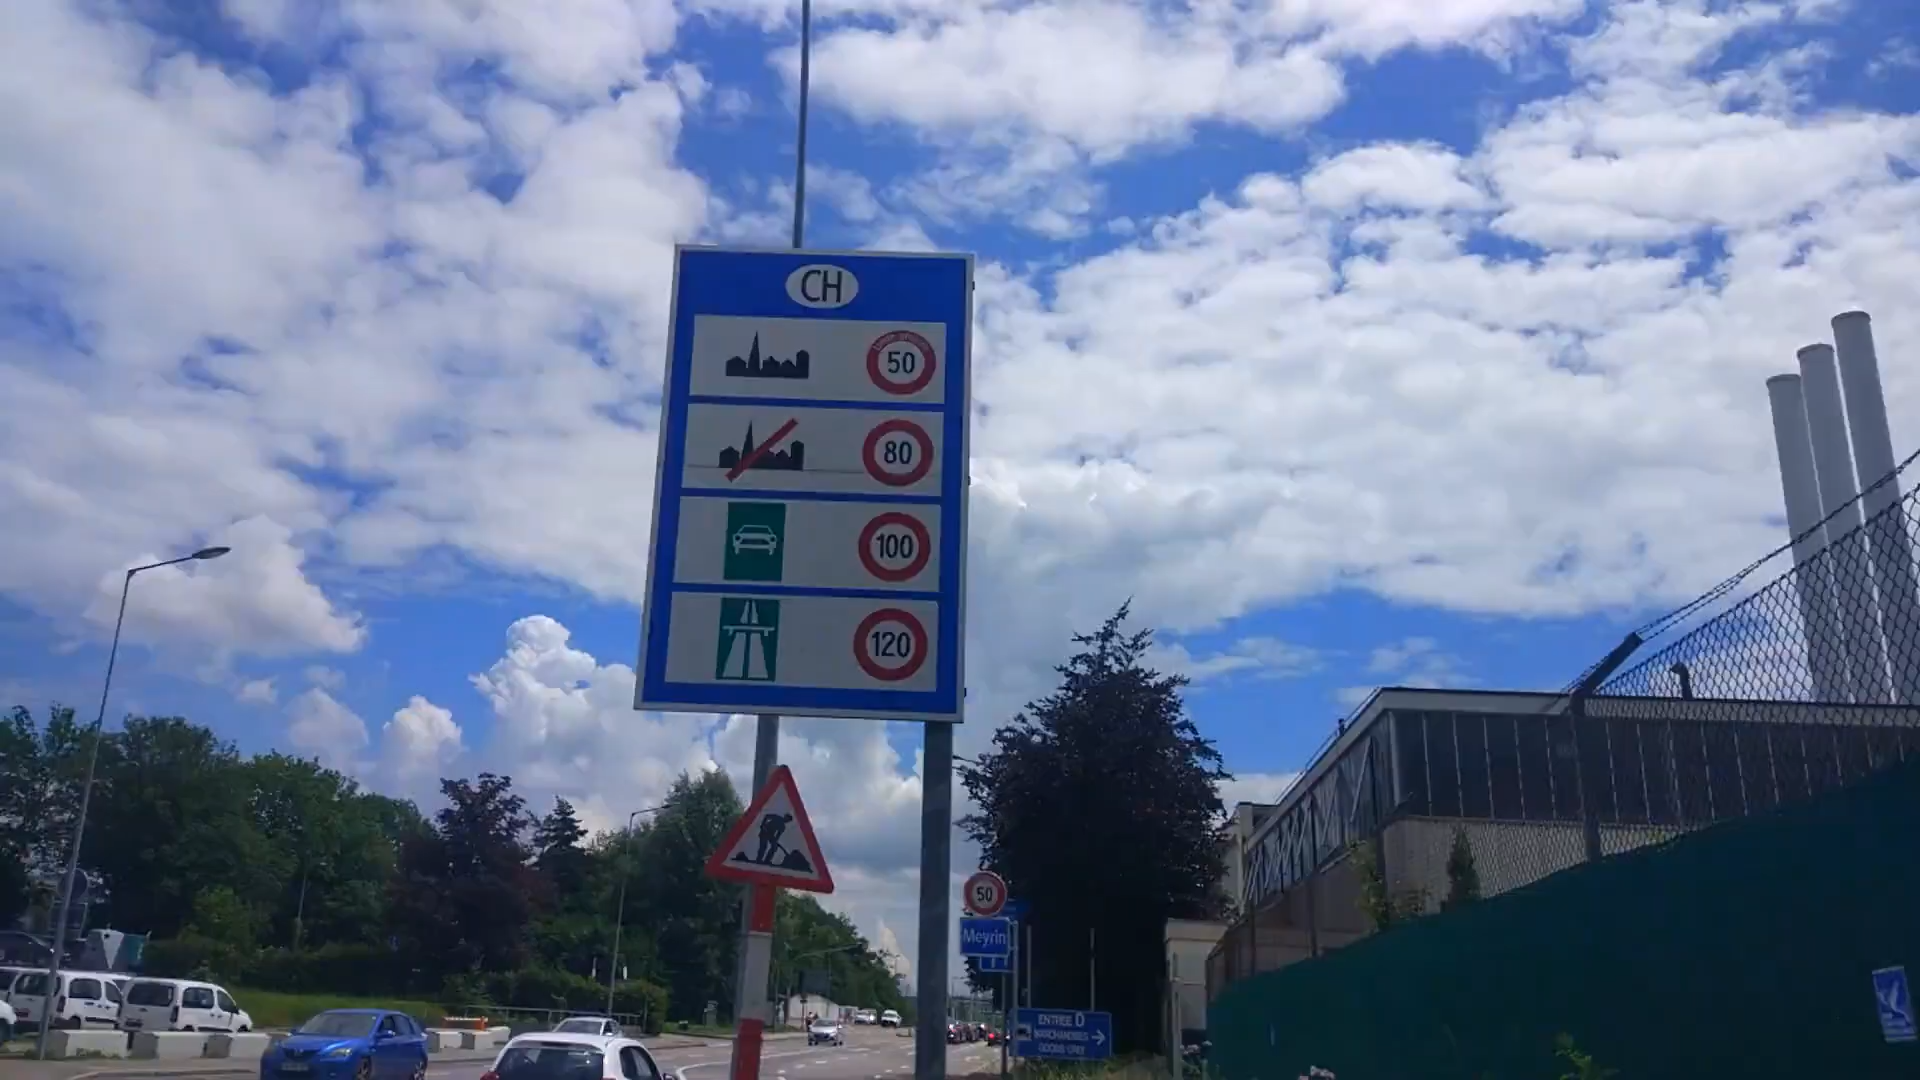 CH
50
80
100
120
50
Meyrin
ENTREE D
MARCHANDISES
GOODS ONLY